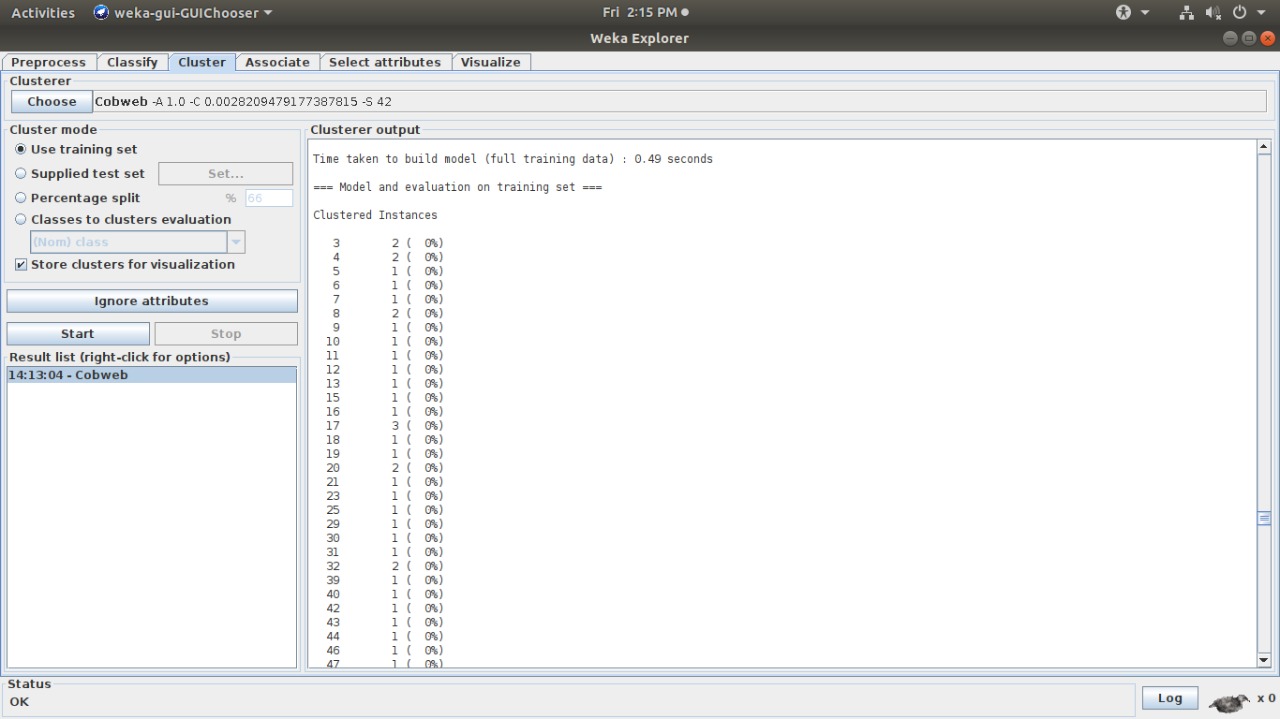 Activities weka-gui-GUIChooser Fri 2:15 PM
Weka Explorer
Preprocess Classify Cluster Associate Select attributes Visualize
Clusterer
Choose Cobweb -A 1.0 -C 0.0028209479177387815 -S 42
Cluster mode
Use training set
Supplied test set Set...
Percentage split % 66
Classes to clusters evaluation
(Nom) class
Store clusters for visualization
Ignore attributes
Start Stop
Result list (right-click for options)
14:13:04 - Cobweb
Clusterer output
Time taken to build model (full training data) : 0.49 seconds
=== Model and evaluation on training set ===
Clustered Instances
3 2 ( 0%)
4 2 ( 0%)
5 1 ( 0%)
6 1 ( 0%)
7 1 ( 0%)
8 2 ( 0%)
9 1 ( 0%)
10 1 ( 0%)
11 1 ( 0%)
12 1 ( 0%)
13 1 ( 0%)
15 1 ( 0%)
16 1 ( 0%)
17 3 ( 0%)
18 1 ( 0%)
19 1 ( 0%)
20 2 ( 0%)
21 1 ( 0%)
23 1 ( 0%)
25 1 ( 0%)
29 1 ( 0%)
30 1 ( 0%)
31 1 ( 0%)
32 2 ( 0%)
39 1 ( 0%)
40 1 ( 0%)
42 1 ( 0%)
43 1 ( 0%)
44 1 ( 0%)
46 1 ( 0%)
47 1 ( 0%)
Status
OK
Log x 0